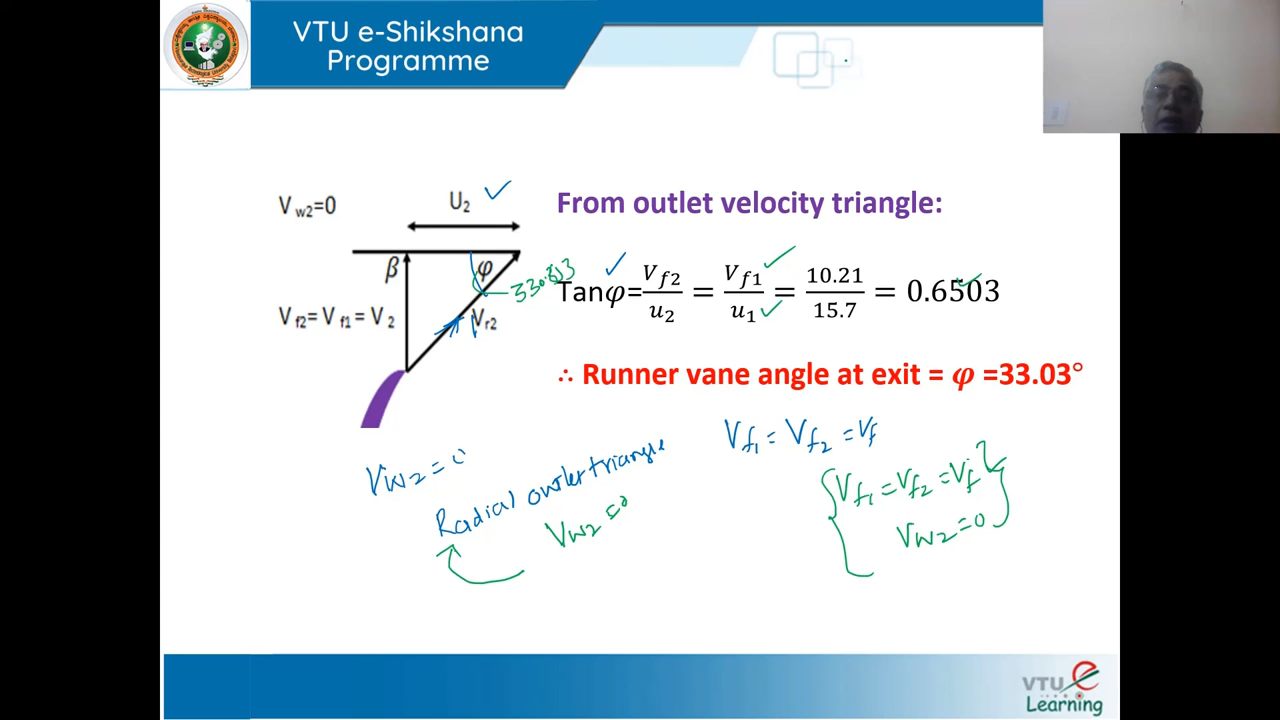 VTU e-Shikshana
Programme
V w2=0
U2
From outlet velocity triangle:
β
φ
Tanφ= Vf2/u2 = Vf1/u1 = 10.21/15.7 = 0.6503
V f2= V f1 = V 2
Vr2
∴ Runner vane angle at exit = φ =33.03°
Vf1 = Vf2 = Vf
Vw2 = 0
Radial outlet triangle
Vw2 = 0
Vf1 = Vf2 = Vf
Vw2 = 0
VTU e
Learning